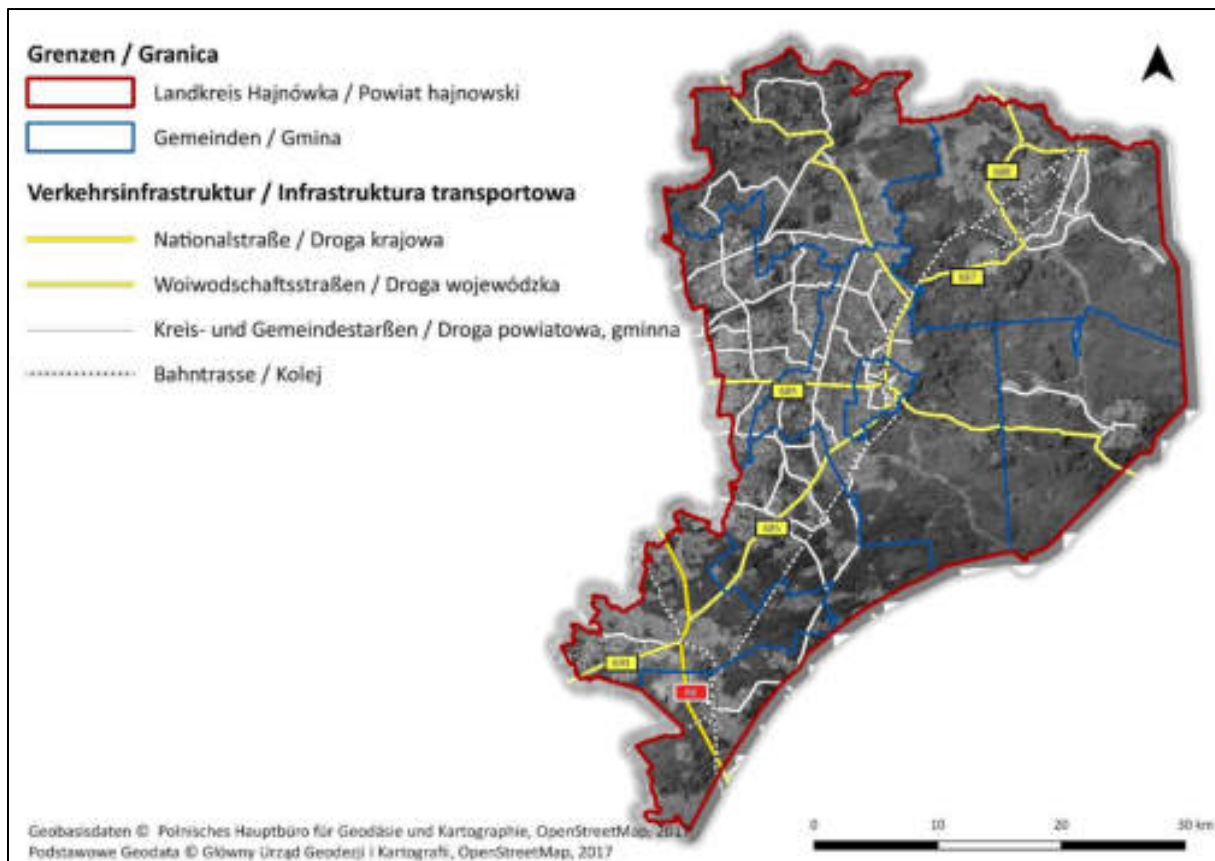 Grenzen / Granica
Landkreis Hajnówka / Powiat hajnowski
Gemeinden / Gmina
Verkehrsinfrastruktur / Infrastruktura transportowa
Nationalstraße / Droga krajowa
Woiwodschaftsstraßen / Droga wojewódzka
Kreis- und Gemeindestarßen / Droga powiatowa, gminna
Bahntrasse / Kolej
687
685
0 10 20 30 km
Geobasisdaten © Polnisches Hauptbüro für Geodäsie und Kartographie, OpenStreetMap, 2017
Podstawowe Geodata © Główny Urząd Geodezji i Kartografii, OpenStreetMap, 2017